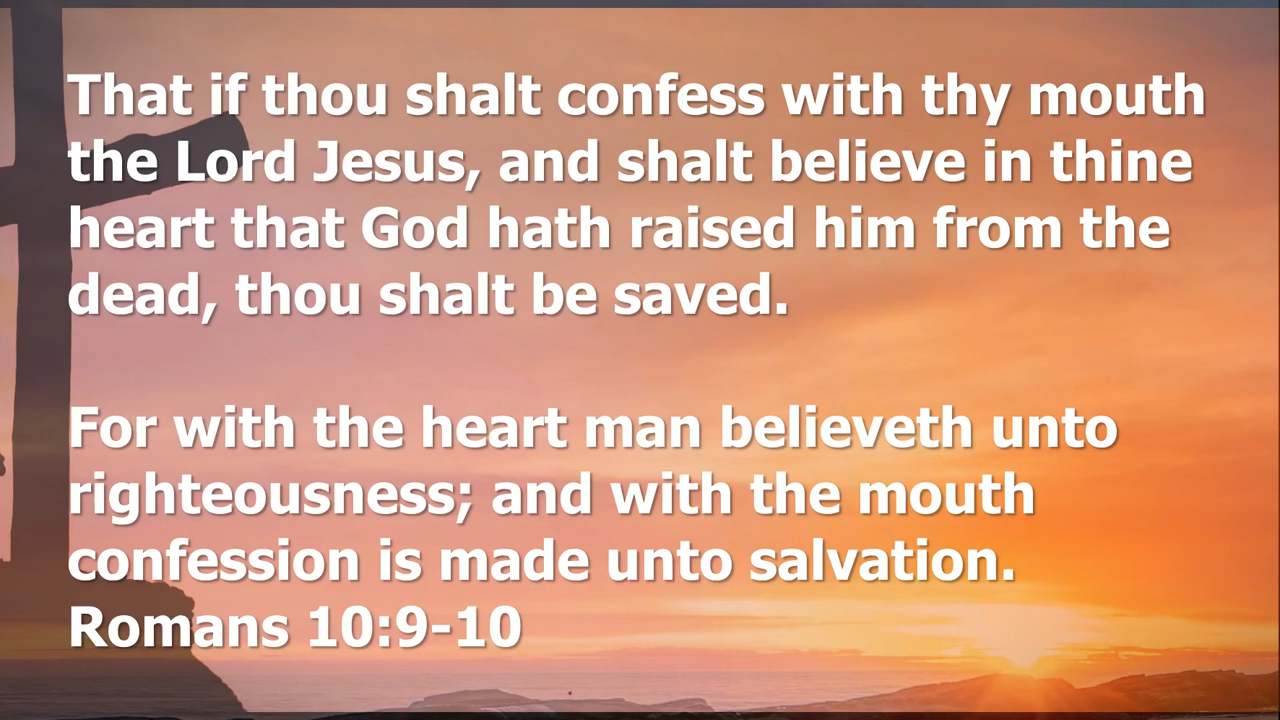 That if thou shalt confess with thy mouth
the Lord Jesus, and shalt believe in thine
heart that God hath raised him from the
dead, thou shalt be saved.
For with the heart man believeth unto
righteousness; and with the mouth
confession is made unto salvation.
Romans 10:9-10